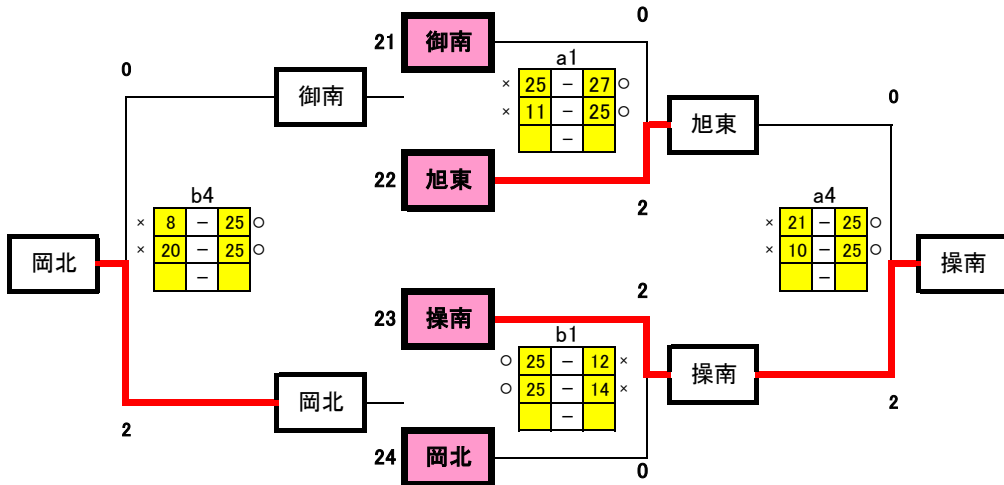 0
21 御南
a1
× 25 － 27 ○
0
御南
× 11 － 25 ○
－
旭東
0
22 旭東
2
b4
× 8 － 25 ○
× 20 － 25 ○
－
a4
× 21 － 25 ○
× 10 － 25 ○
－
岡北
操南
2
23 操南
b1
○ 25 － 12 ×
○ 25 － 14 ×
－
操南
岡北
2
2
24 岡北
0